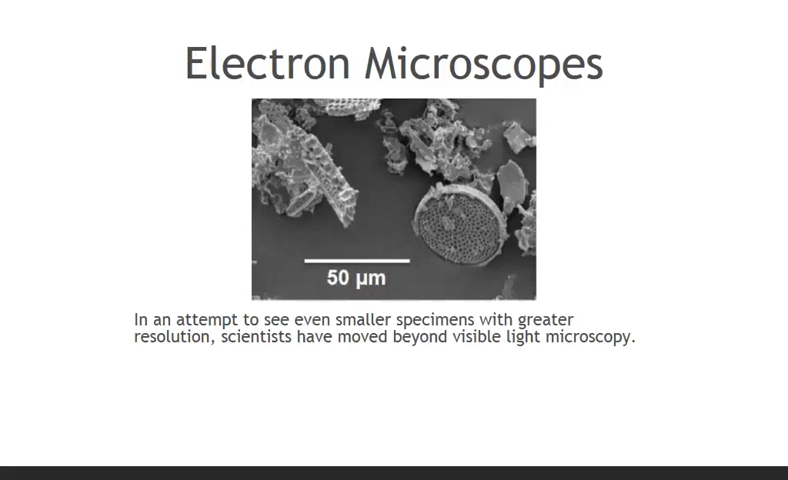 Electron Microscopes
50 µm
In an attempt to see even smaller specimens with greater
resolution, scientists have moved beyond visible light microscopy.